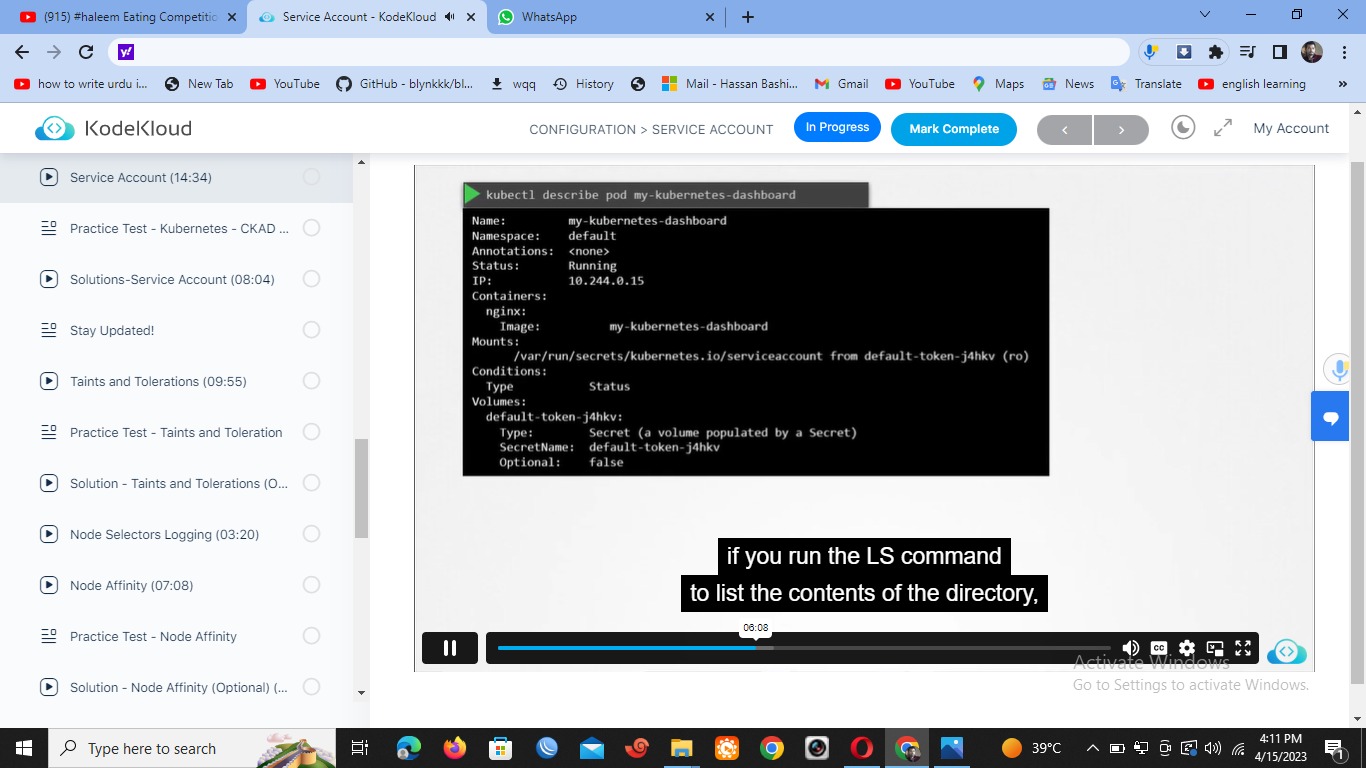 (915) #haleem Eating Competitio
Service Account - KodeKloud
WhatsApp
how to write urdu i...
New Tab
YouTube
GitHub - blynkkk/bl...
wqq
History
Mail - Hassan Bashi...
Gmail
YouTube
Maps
News
Translate
english learning
»
KodeKloud
CONFIGURATION > SERVICE ACCOUNT
In Progress
Mark Complete
My Account
Service Account (14:34)
Practice Test - Kubernetes - CKAD ...
Solutions-Service Account (08:04)
Stay Updated!
Taints and Tolerations (09:55)
Practice Test - Taints and Toleration
Solution - Taints and Tolerations (O...
Node Selectors Logging (03:20)
Node Affinity (07:08)
Practice Test - Node Affinity
Solution - Node Affinity (Optional) (...
kubectl describe pod my-kubernetes-dashboard
Name: my-kubernetes-dashboard
Namespace: default
Annotations: <none>
Status: Running
IP: 10.244.0.15
Containers:
nginx:
Image: my-kubernetes-dashboard
Mounts:
/var/run/secrets/kubernetes.io/serviceaccount from default-token-j4hkv (ro)
Conditions:
Type Status
Volumes:
default-token-j4hkv:
Type: Secret (a volume populated by a Secret)
SecretName: default-token-j4hkv
Optional: false
if you run the LS command
to list the contents of the directory,
06:08
CC
Activate Windows
Go to Settings to activate Windows.
Type here to search
39°C
4:11 PM
4/15/2023
1